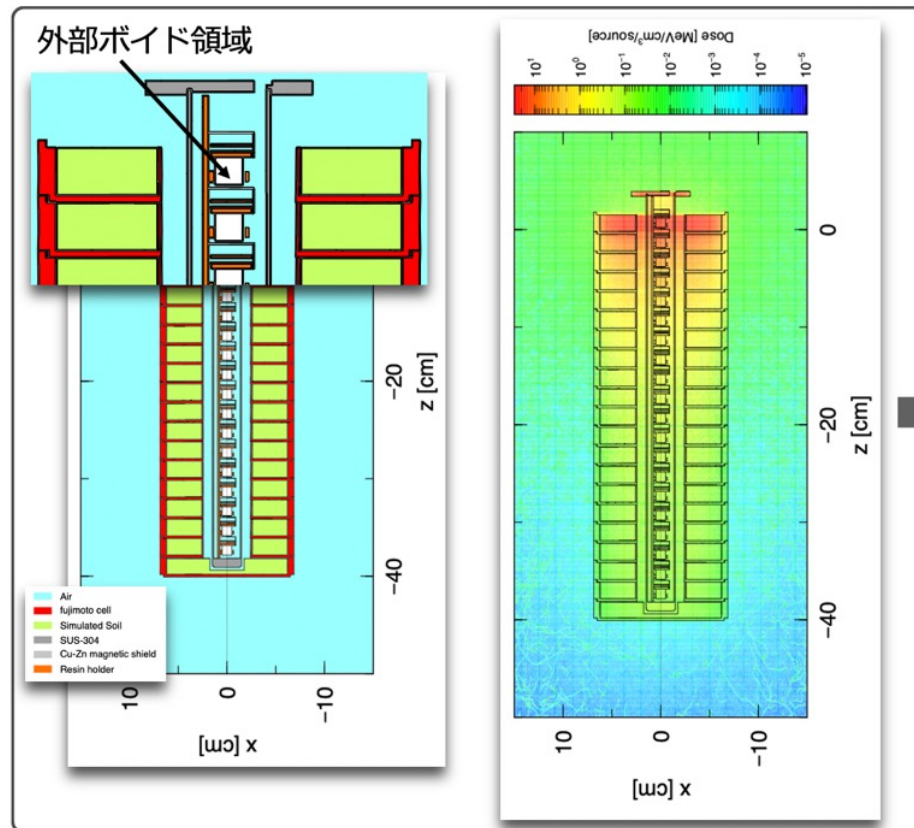 外部ボイド領域
Air
fujimoto cell
Simulated Soil
SUS-304
Cu-Zn magnetic shield
Resin holder
-20
-40
z [cm]
10
0
-10
x [cm]
Dose [MeV/cm³/source]
10¹
10⁰
10⁻¹
10⁻²
10⁻³
10⁻⁴
10⁻⁵
0
-20
-40
z [cm]
10
0
-10
x [cm]